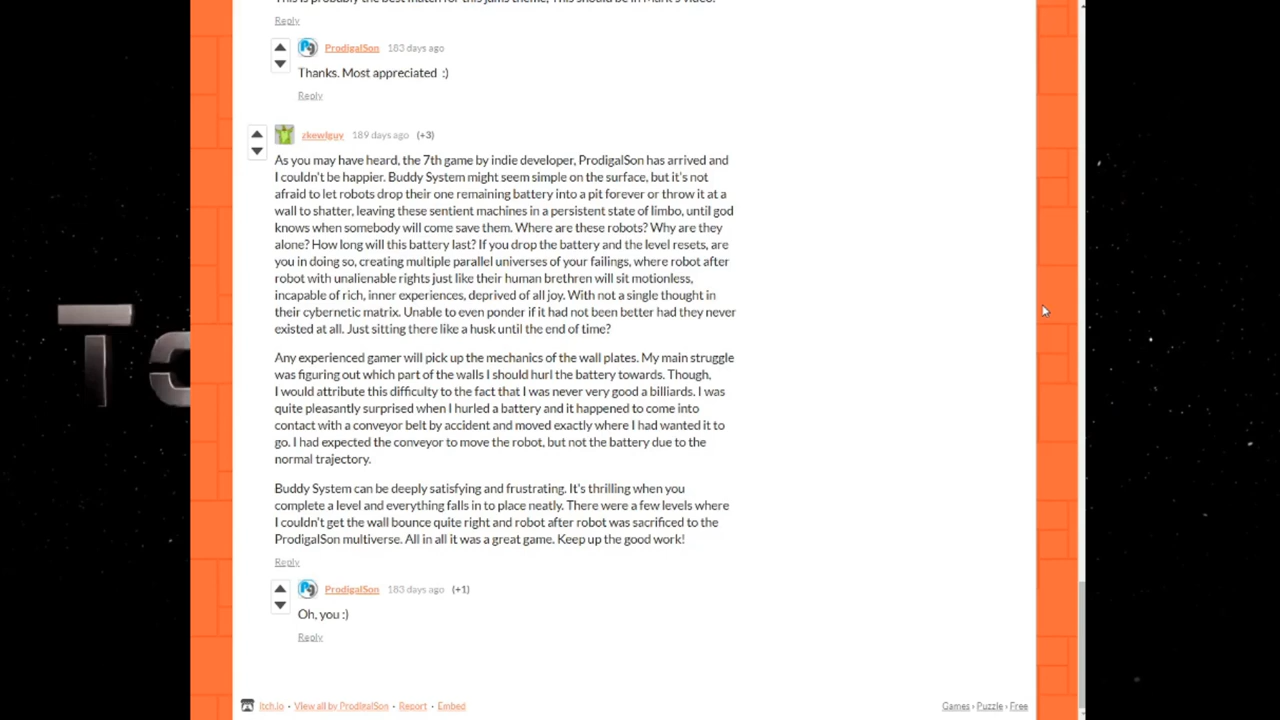 This is probably the best match for this jams theme, This should be in Mark's video!
Reply
ProdigalSon 183 days ago
Thanks. Most appreciated :)
Reply
zkewlguy 189 days ago (+3)
As you may have heard, the 7th game by indie developer, ProdigalSon has arrived and
I couldn't be happier. Buddy System might seem simple on the surface, but it's not
afraid to let robots drop their one remaining battery into a pit forever or throw it at a
wall to shatter, leaving these sentient machines in a persistent state of limbo, until god
knows when somebody will come save them. Where are these robots? Why are they
alone? How long will this battery last? If you drop the battery and the level resets, are
you in doing so, creating multiple parallel universes of your failings, where robot after
robot with unalienable rights just like their human brethren will sit motionless,
incapable of rich, inner experiences, deprived of all joy. With not a single thought in
their cybernetic matrix. Unable to even ponder if it had not been better had they never
existed at all. Just sitting there like a husk until the end of time?
Any experienced gamer will pick up the mechanics of the wall plates. My main struggle
was figuring out which part of the walls I should hurl the battery towards. Though,
I would attribute this difficulty to the fact that I was never very good a billiards. I was
quite pleasantly surprised when I hurled a battery and it happened to come into
contact with a conveyor belt by accident and moved exactly where I had wanted it to
go. I had expected the conveyor to move the robot, but not the battery due to the
normal trajectory.
Buddy System can be deeply satisfying and frustrating. It's thrilling when you
complete a level and everything falls in to place neatly. There were a few levels where
I couldn't get the wall bounce quite right and robot after robot was sacrificed to the
ProdigalSon multiverse. All in all it was a great game. Keep up the good work!
Reply
ProdigalSon 183 days ago (+1)
Oh, you :)
Reply
itch.io · View all by ProdigalSon · Report · Embed
Games › Puzzle › Free